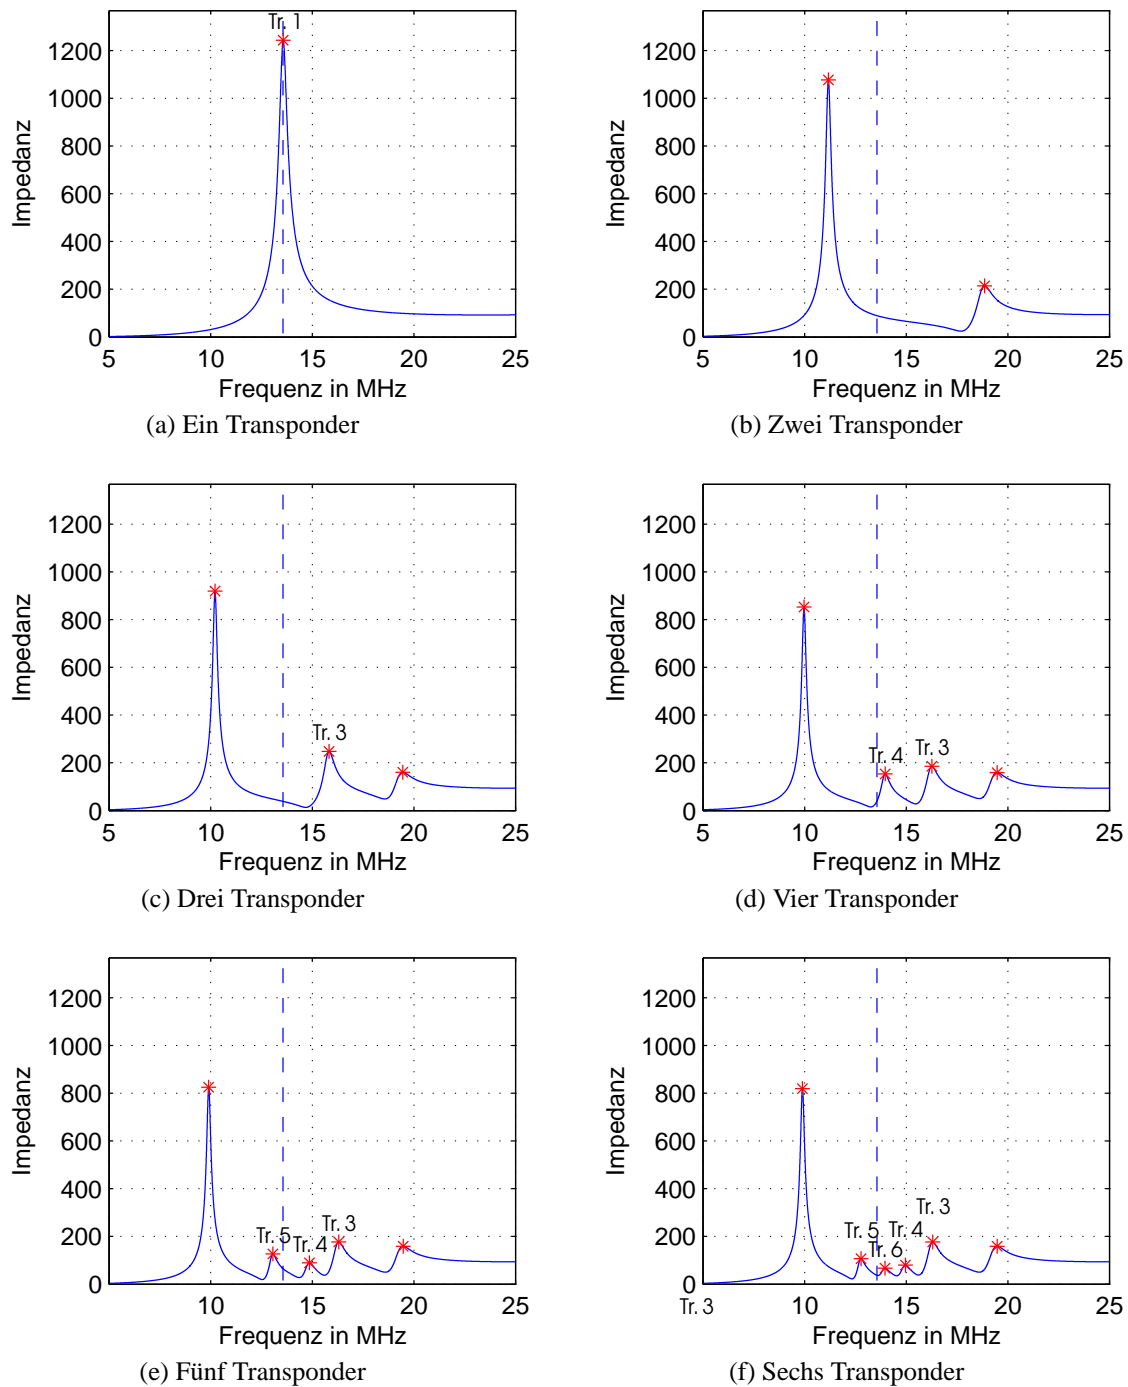 Tr. 1
1200
1000
800
600
400
200
0
Impedanz
5 10 15 20 25
Frequenz in MHz
(a) Ein Transponder
1200
1000
800
600
400
200
0
Impedanz
5 10 15 20 25
Frequenz in MHz
(b) Zwei Transponder
1200
1000
800
600
400
200
0
Impedanz
Tr. 3
5 10 15 20 25
Frequenz in MHz
(c) Drei Transponder
1200
1000
800
600
400
200
0
Impedanz
Tr. 4 Tr. 3
5 10 15 20 25
Frequenz in MHz
(d) Vier Transponder
1200
1000
800
600
400
200
0
Impedanz
Tr. 5 Tr. 4 Tr. 3
5 10 15 20 25
Frequenz in MHz
(e) Fünf Transponder
1200
1000
800
600
400
200
0
Impedanz
Tr. 5 Tr. 6 Tr. 4 Tr. 3
Tr. 3 10 15 20 25
Frequenz in MHz
(f) Sechs Transponder